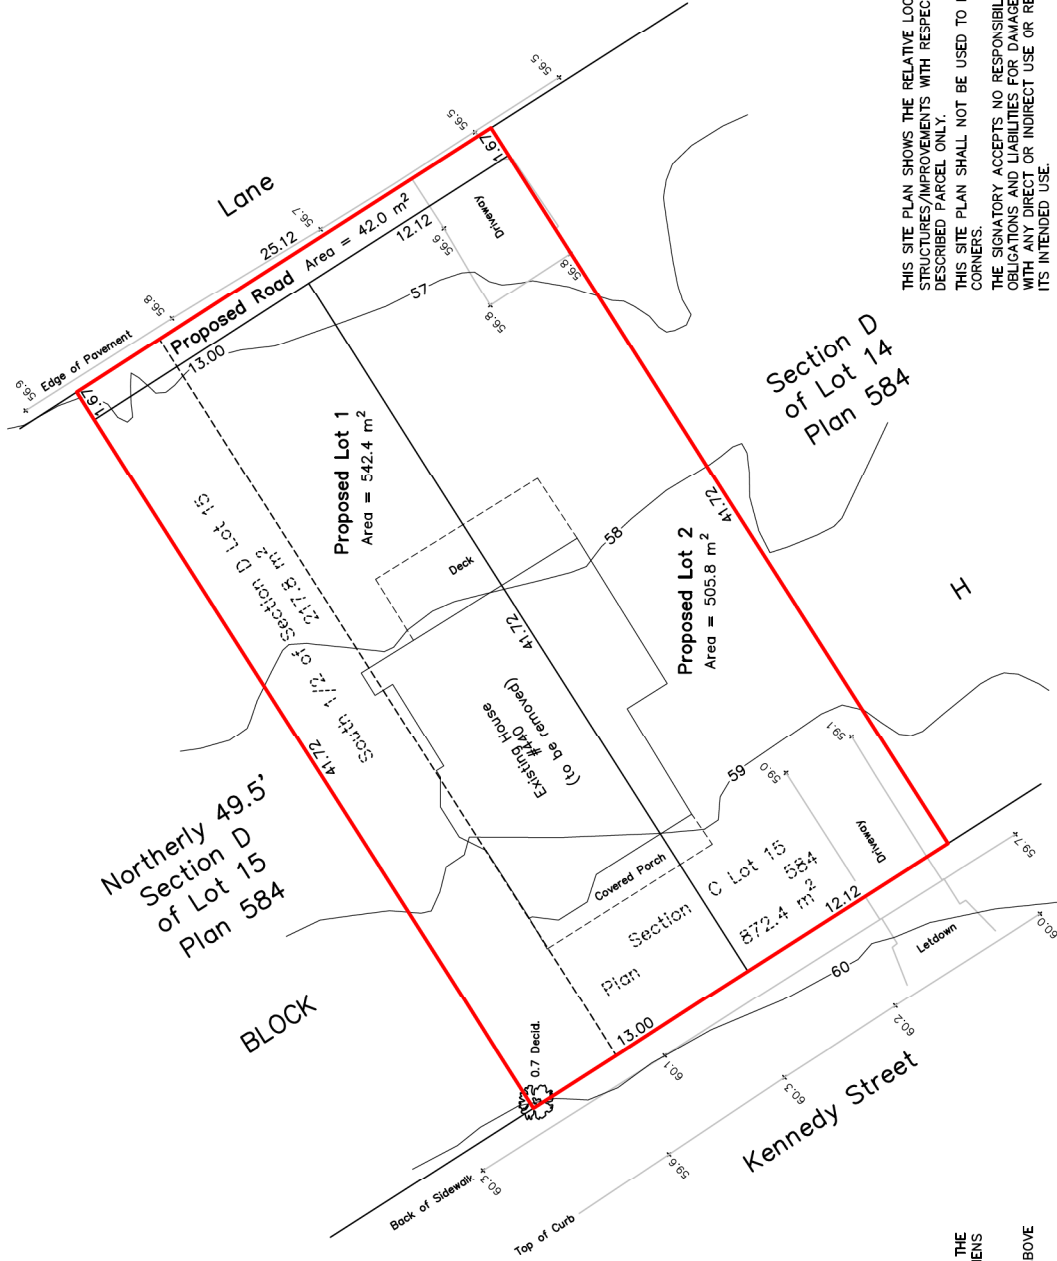 THIS SITE PLAN SHOWS THE RELATIVE LOC
STRUCTURES/IMPROVEMENTS WITH RESPEC
DESCRIBED PARCEL ONLY.
THIS SITE PLAN SHALL NOT BE USED TO
CORNERS.
THE SIGNATORY ACCEPTS NO RESPONSIBIL
OBLIGATIONS AND LIABILITIES FOR DAMAGE
WITH ANY DIRECT OR INDIRECT USE OR RE
ITS INTENDED USE.
56.5
56.5
Lane
1.67
56.7
25.12
Proposed Road Area = 42.0 m²
12.12
56.6
Driveway
56.8
56.8
56.8
57
Edge of Pavement
56.9
1.67
13.00
Section D
of Lot 14
Plan 584
Proposed Lot 1
Area = 542.4 m²
South 1/2 of Section D Lot 15
217.8 m²
41.72
Deck
58
41.72
Proposed Lot 2
Area = 505.8 m²
H
41.72
Existing House
#440
(to be removed)
59
59.0
59.1
Northerly 49.5'
Section D
of Lot 15
Plan 584
Covered Porch
Section C Lot 15
Plan 584
872.4 m²
Driveway
12.12
59.7
60.0
Letdown
60
BLOCK
0.7 Decid.
13.00
60.1
60.2
60.3
Kennedy Street
59.6
60.3
Back of Sidewalk
Top of Curb
THE
ENS
BOVE